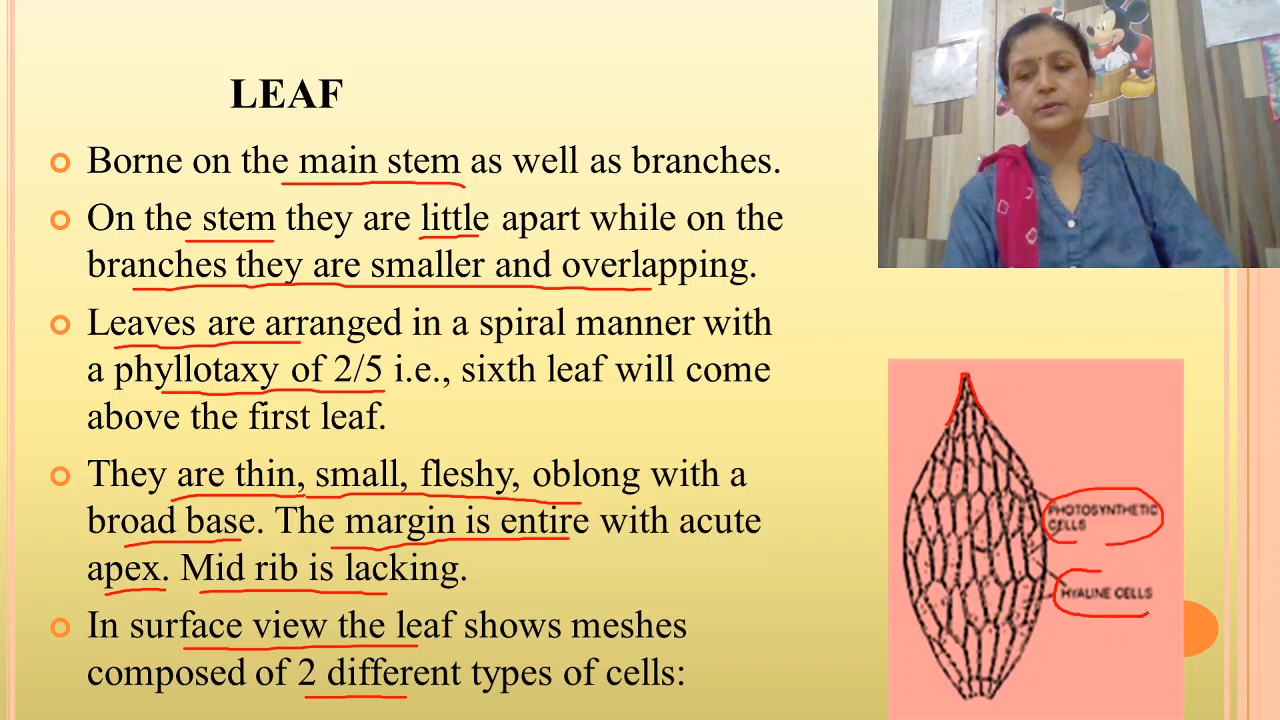 LEAF
Borne on the main stem as well as branches.
On the stem they are little apart while on the
branches they are smaller and overlapping.
Leaves are arranged in a spiral manner with
a phyllotaxy of 2/5 i.e., sixth leaf will come
above the first leaf.
They are thin, small, fleshy, oblong with a
broad base. The margin is entire with acute
apex. Mid rib is lacking.
In surface view the leaf shows meshes
composed of 2 different types of cells:
PHOTOSYNTHETIC
CELLS
HYALINE CELLS